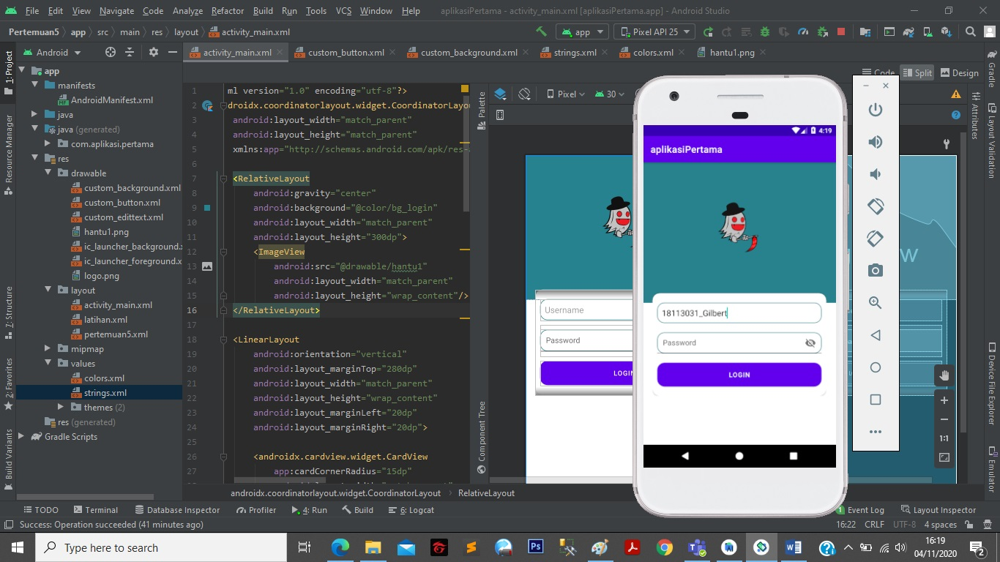 File Edit View Navigate Code Analyze Refactor Build Run Tools VCS Window Help aplikasiPertama - activity_main.xml [aplikasiPertama.app] - Android Studio
Pertemuan5 app src main res layout activity_main.xml app Pixel API 25
Android activity_main.xml custom_button.xml custom_background.xml strings.xml colors.xml hantu1.png
Code Split Design
1: Project
Resource Manager
Z: Structure
2: Favorites
Build Variants
app
manifests
AndroidManifest.xml
java
java (generated)
com.aplikasi.pertama
res
drawable
custom_background.xml
custom_button.xml
custom_edittext.xml
hantu1.png
ic_launcher_background.x
ic_launcher_foreground.x
logo.png
layout
activity_main.xml
latihan.xml
pertemuan5.xml
mipmap
values
colors.xml
strings.xml
themes (2)
res (generated)
Gradle Scripts
1 ml version="1.0" encoding="utf-8"?>
2 droidx.coordinatorlayout.widget.CoordinatorLayo
3 android:layout_width="match_parent"
4 android:layout_height="match_parent"
5 xmlns:app="http://schemas.android.com/apk/res-
6
7 <RelativeLayout
8 android:gravity="center"
9 android:background="@color/bg_login"
10 android:layout_width="match_parent"
11 android:layout_height="300dp">
12 <ImageView
13 android:src="@drawable/hantu1"
14 android:layout_width="match_parent"
15 android:layout_height="wrap_content"/>
16 </RelativeLayout>
17
18 <LinearLayout
19 android:orientation="vertical"
20 android:layout_marginTop="280dp"
21 android:layout_width="match_parent"
22 android:layout_height="wrap_content"
23 android:layout_marginLeft="20dp"
24 android:layout_marginRight="20dp">
25
26 <androidx.cardview.widget.CardView
27 app:cardCornerRadius="15dp"
Palette
Component Tree
Pixel 30
Username
Password
LOGIN
4:19
aplikasiPertama
18113031_Gilbert
Password
LOGIN
1:1
Gradle
Attributes
Layout Validation
Device File Explorer
Emulator
androidx.coordinatorlayout.widget.CoordinatorLayout RelativeLayout
TODO Terminal Database Inspector Profiler 4: Run Build 6: Logcat 1 Event Log Layout Inspector
Success: Operation succeeded (41 minutes ago) 16:22 CRLF UTF-8 4 spaces
Type here to search
Ps
16:19
04/11/2020
2